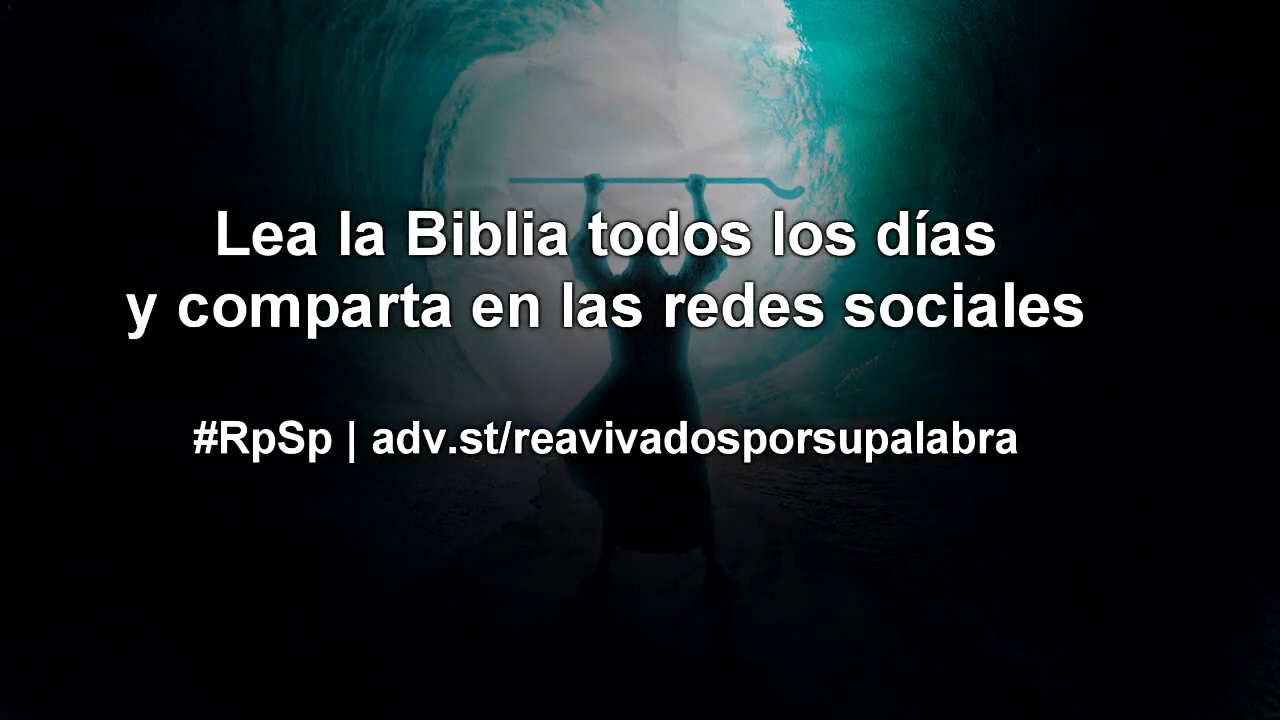 Lea la Biblia todos los días
y comparta en las redes sociales
#RpSp | adv.st/reavivadosporsupalabra